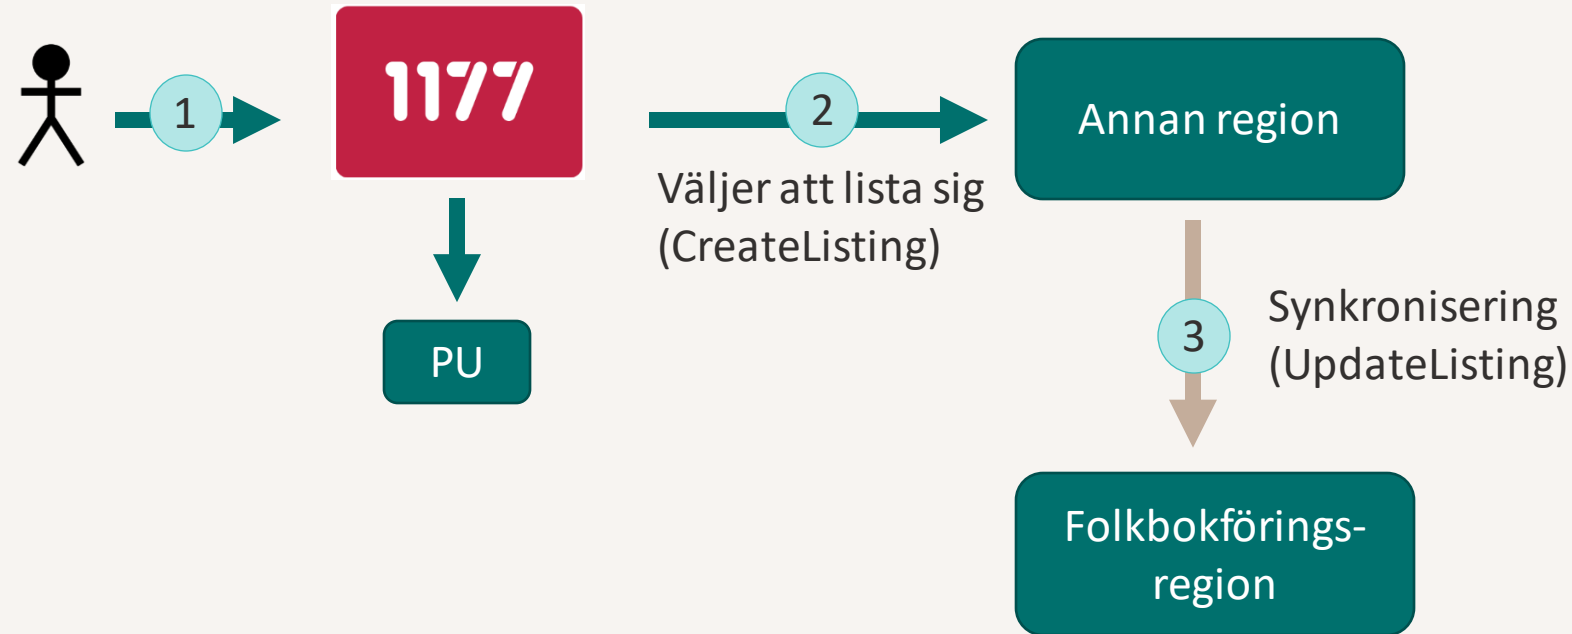 1
1177
2
Annan region
Väljer att lista sig
(CreateListing)
PU
3
Synkronisering
(UpdateListing)
Folkbokförings-
region